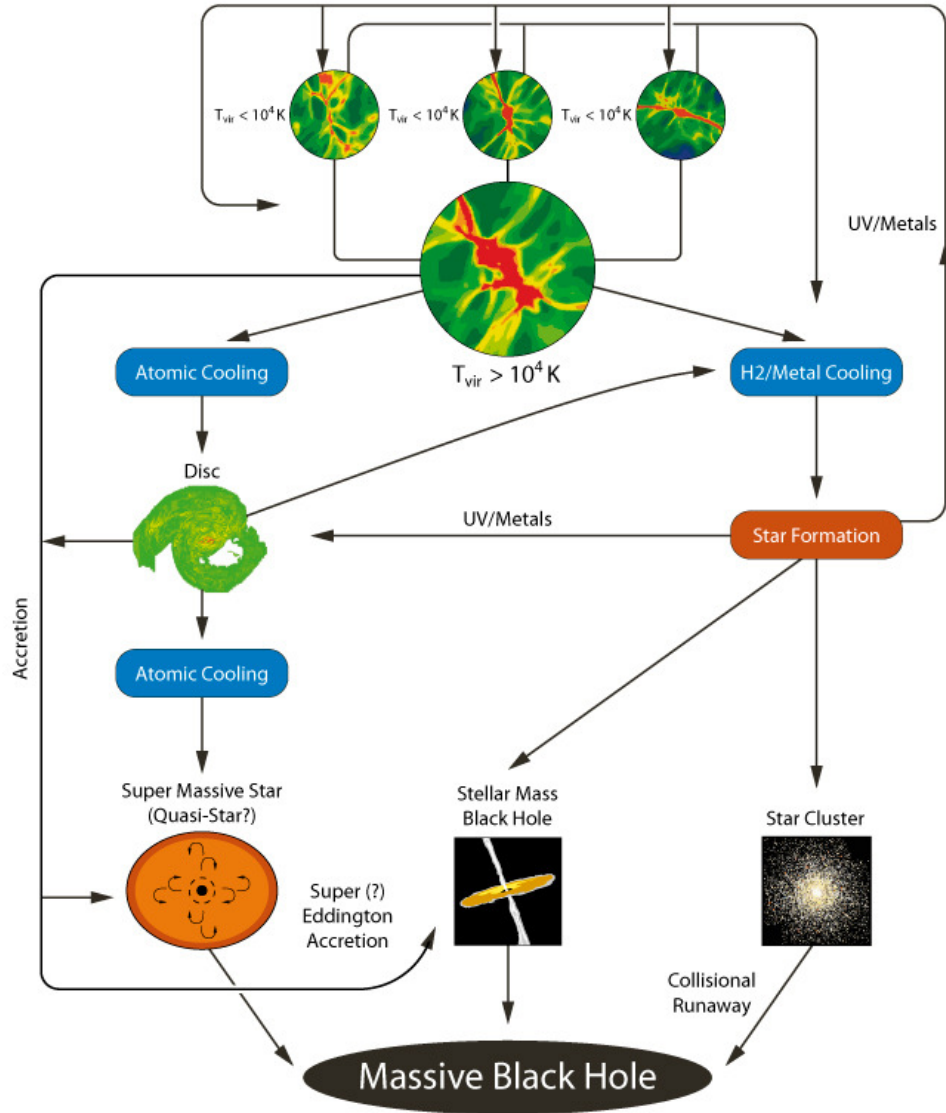 T_vir < 10^4 K
T_vir < 10^4 K
T_vir < 10^4 K
UV/Metals
Atomic Cooling
T_vir > 10^4 K
H2/Metal Cooling
Disc
UV/Metals
Star Formation
Accretion
Atomic Cooling
Super Massive Star
(Quasi-Star?)
Stellar Mass
Black Hole
Star Cluster
Super (?)
Eddington
Accretion
Collisional
Runaway
Massive Black Hole